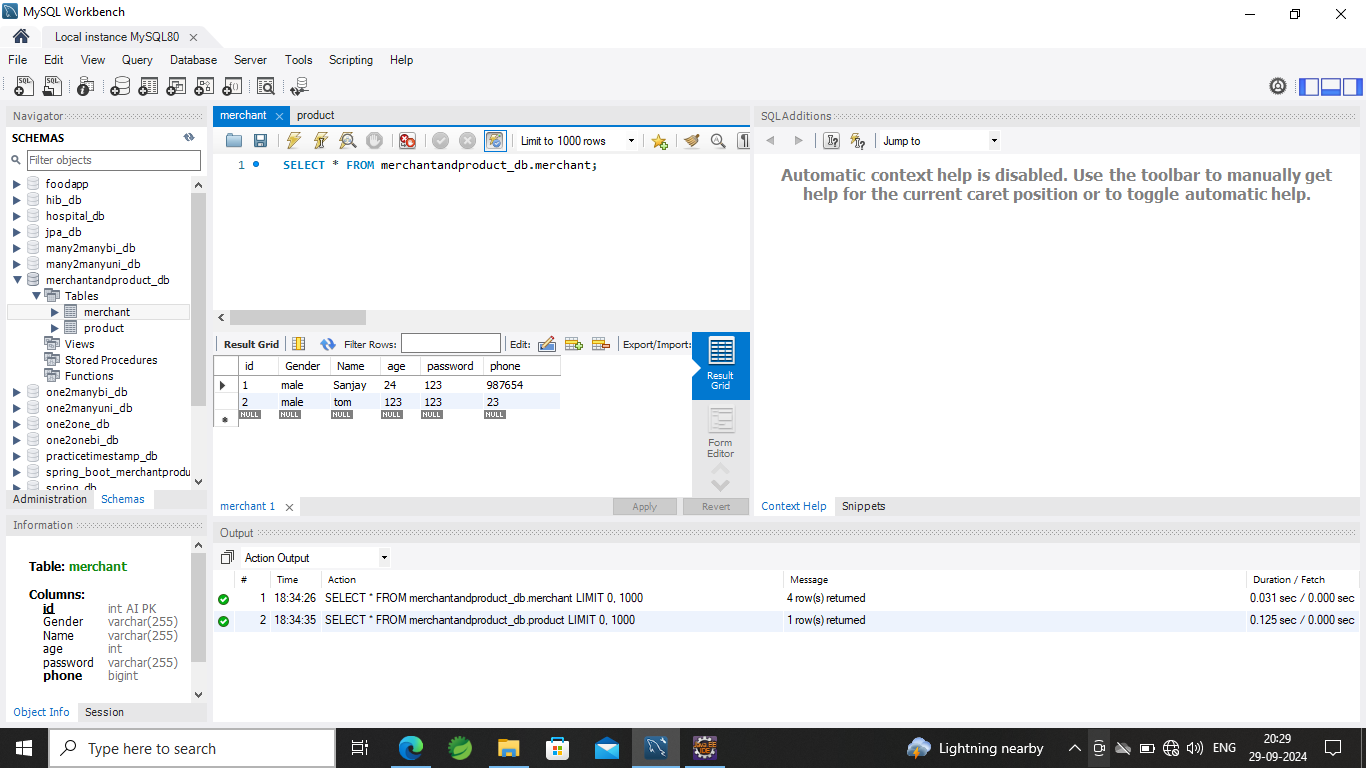 MySQL Workbench
Local instance MySQL80
File Edit View Query Database Server Tools Scripting Help
Navigator
SCHEMAS
Filter objects
foodapp
hib_db
hospital_db
jpa_db
many2manybi_db
many2manyuni_db
merchantandproduct_db
Tables
merchant
product
Views
Stored Procedures
Functions
one2manybi_db
one2manyuni_db
one2one_db
one2onebi_db
practicetimestamp_db
spring_boot_merchantprodu
spring_db
Administration Schemas
Information
Table: merchant
Columns:
id int AI PK
Gender varchar(255)
Name varchar(255)
age int
password varchar(255)
phone bigint
Object Info Session
merchant product
Limit to 1000 rows
1 SELECT * FROM merchantandproduct_db.merchant;
Result Grid Filter Rows: Edit: Export/Import:
id Gender Name age password phone
1 male Sanjay 24 123 987654
2 male tom 123 123 23
NULL NULL NULL NULL NULL NULL
Result
Grid
Form
Editor
merchant 1 Apply Revert
SQLAdditions
Jump to
Automatic context help is disabled. Use the toolbar to manually get
help for the current caret position or to toggle automatic help.
Context Help Snippets
Output
Action Output
# Time Action Message Duration / Fetch
1 18:34:26 SELECT * FROM merchantandproduct_db.merchant LIMIT 0, 1000 4 row(s) returned 0.031 sec / 0.000 sec
2 18:34:35 SELECT * FROM merchantandproduct_db.product LIMIT 0, 1000 1 row(s) returned 0.125 sec / 0.000 sec
Type here to search
Lightning nearby
ENG
20:29
29-09-2024